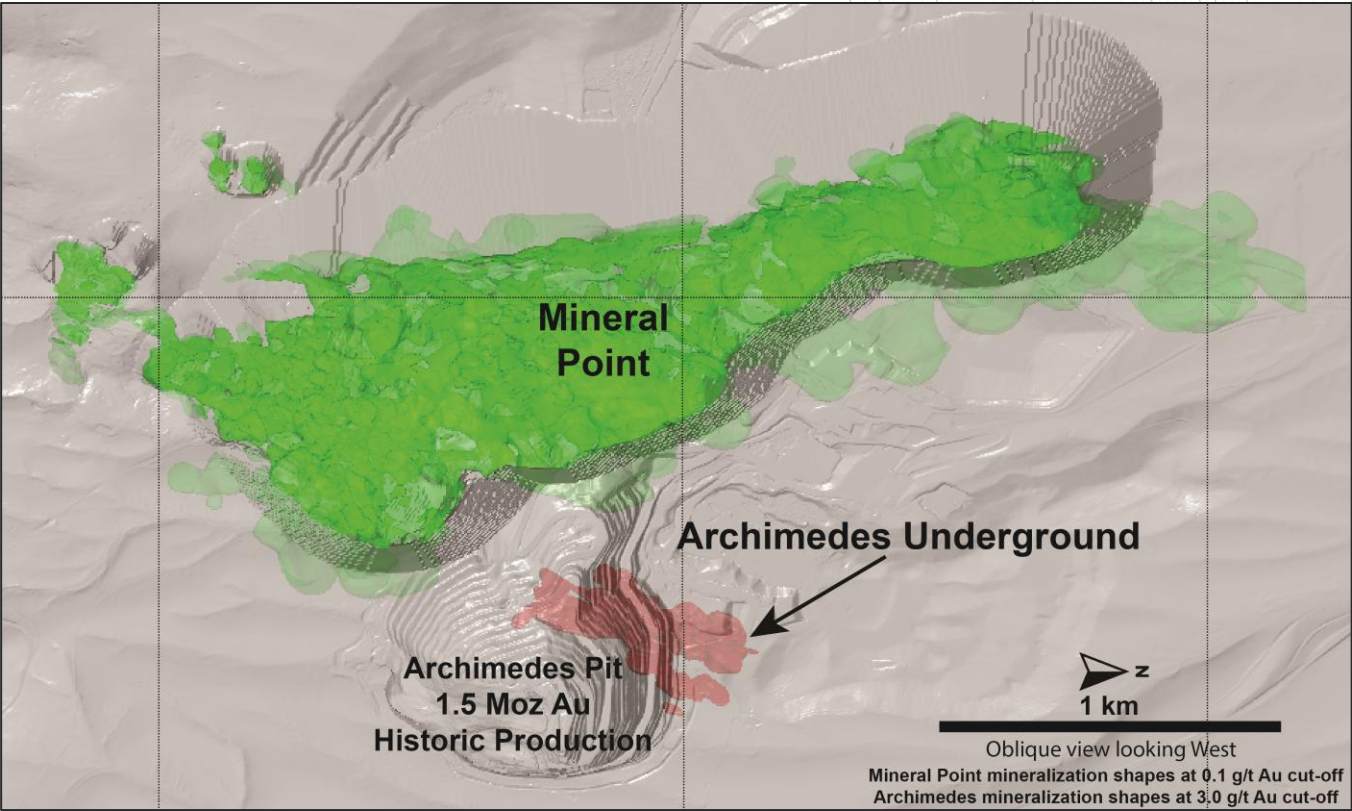 Mineral
Point
Archimedes Underground
Archimedes Pit
1.5 Moz Au
Historic Production
N
1 km
Oblique view looking West
Mineral Point mineralization shapes at 0.1 g/t Au cut-off
Archimedes mineralization shapes at 3.0 g/t Au cut-off